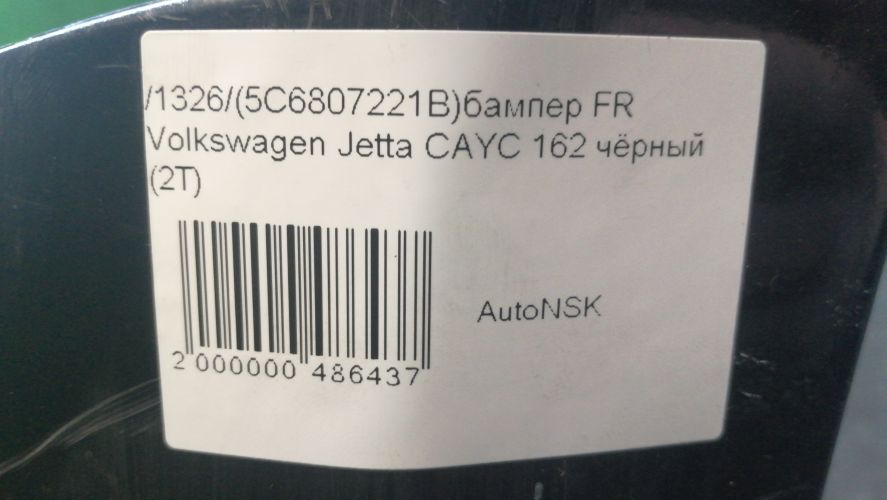 /1326/(5C6807221B)бампер FR
Volkswagen Jetta CAYC 162 чёрный
(2T)
AutoNSK
2 000000 486437